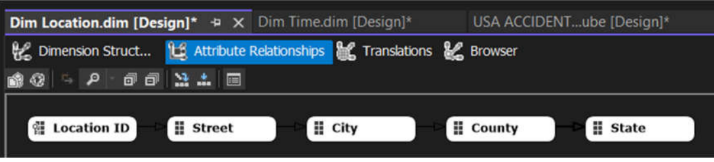 Dim Location.dim [Design]* Dim Time.dim [Design]* USA ACCIDENT...ube [Design]*
Dimension Struct... Attribute Relationships Translations Browser
Location ID Street City County State